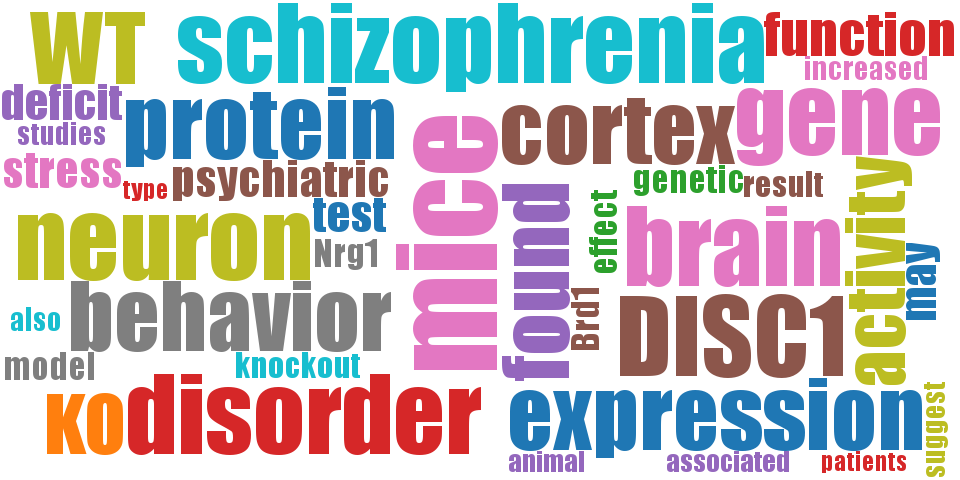 WT
schizophrenia
function
increased
deficit
studies
protein
mice
cortex
gene
stress
type
psychiatric
genetic
result
test
neuron
Nrg1
found
effect
brain
activity
may
behavior
also
Brd1
DISC1
model
knockout
KO
disorder
expression
suggest
animal
associated
patients